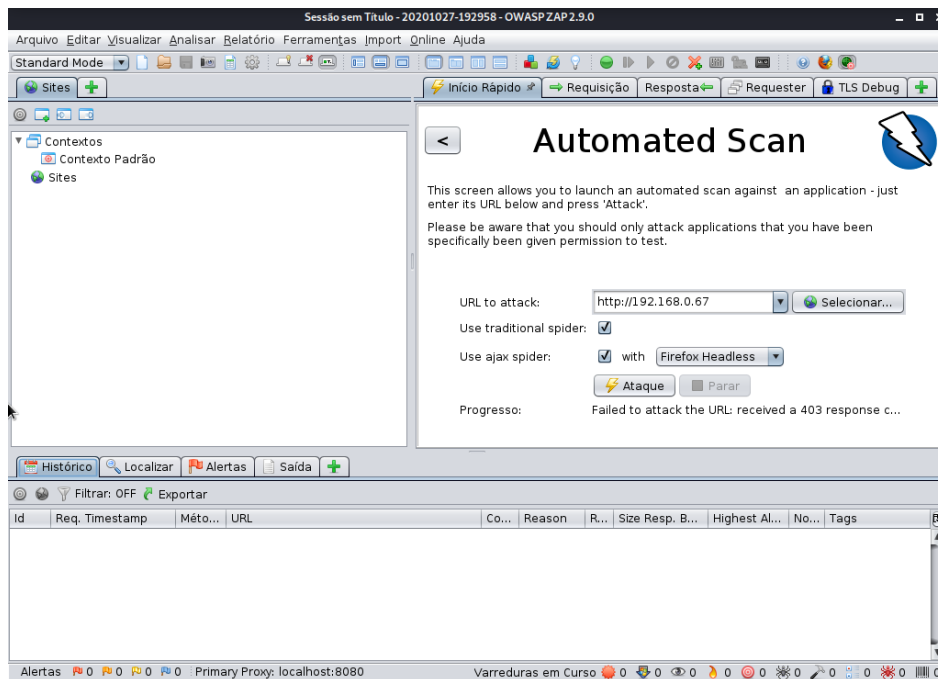 Sessão sem Título - 20201027-192958 - OWASP ZAP 2.9.0
Arquivo Editar Visualizar Analisar Relatório Ferramentas Import Online Ajuda
Standard Mode
Sites
Início Rápido Requisição Resposta Requester TLS Debug
Contextos
Contexto Padrão
Sites
<
Automated Scan
This screen allows you to launch an automated scan against an application - just
enter its URL below and press 'Attack'.
Please be aware that you should only attack applications that you have been
specifically been given permission to test.
URL to attack: http://192.168.0.67 Selecionar...
Use traditional spider:
Use ajax spider: with Firefox Headless
Ataque Parar
Progresso: Failed to attack the URL: received a 403 response c...
Histórico Localizar Alertas Saída
Filtrar: OFF Exportar
Id Req. Timestamp Méto... URL Co... Reason R... Size Resp. B... Highest Al... No... Tags
Alertas 0 0 0 0 Primary Proxy: localhost:8080 Varreduras em Curso 0 0 0 0 0 0 0 0 0